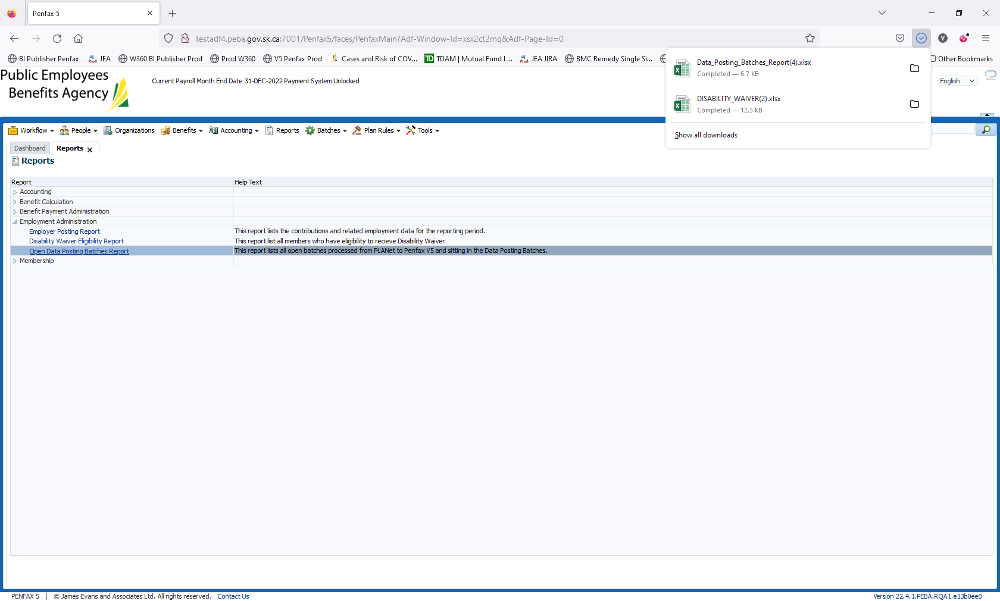 Penfax 5
testadf4.peba.gov.sk.ca:7001/Penfax5/faces/PenfaxMain?Adf-Window-Id=xsx2ct2mq&Adf-Page-Id=0
Y
BI Publisher Penfax JEA W360 BI Publisher Prod Prod W360 V5 Penfax Prod Cases and Risk of COV... TD TDAM | Mutual Fund L... JEA JIRA BMC Remedy Single Si... Other Bookmarks
Data_Posting_Batches_Report(4).xlsx
Completed — 6.7 KB
DISABILITY_WAIVER(2).xlsx
Completed — 12.3 KB
Show all downloads
Public Employees
Benefits Agency
Current Payroll Month End Date 31-DEC-2022 Payment System Unlocked
English
Workflow People Organizations Benefits Accounting Reports Batches Plan Rules Tools
Dashboard Reports
Reports
Report Help Text
Accounting
Benefit Calculation
Benefit Payment Administration
Employment Administration
Employer Posting Report This report lists the contributions and related employment data for the reporting period.
Disability Waiver Eligibility Report This report list all members who have eligibility to recieve Disability Waiver
Open Data Posting Batches Report This report lists all open batches processed from PLANet to Penfax V5 and sitting in the Data Posting Batches.
Membership
PENFAX 5 | © James Evans and Associates Ltd. All rights reserved. Contact Us Version 22.4.1.PEBA.RQA1.e13b0ee0